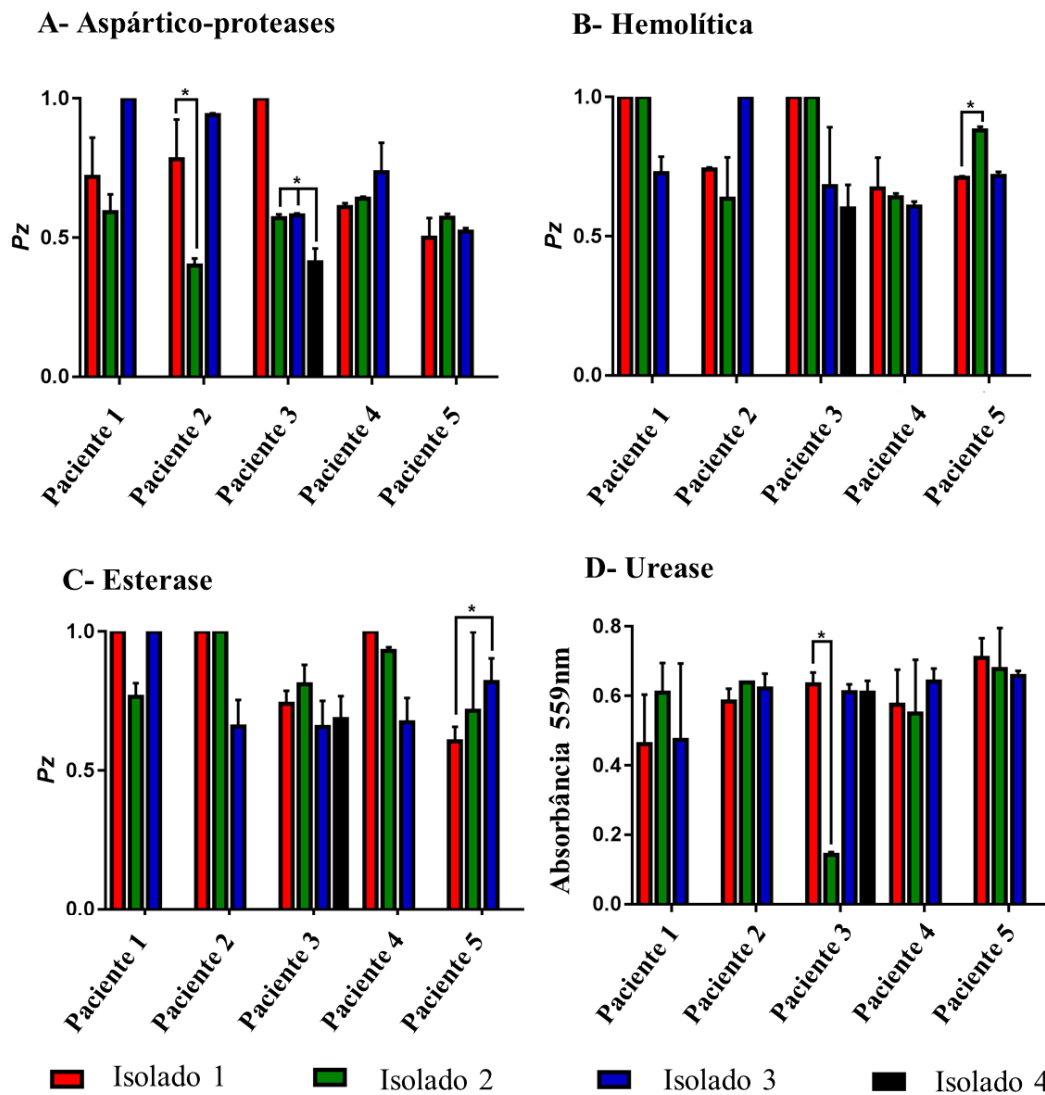 A- Aspártico-proteases
B- Hemolítica
*
*
*
1.0
0.5
0.0
Pz
Paciente 1
Paciente 2
Paciente 3
Paciente 4
Paciente 5
1.0
0.5
0.0
Pz
Paciente 1
Paciente 2
Paciente 3
Paciente 4
Paciente 5
C- Esterase
D- Urease
*
*
1.0
0.5
0.0
Pz
Paciente 1
Paciente 2
Paciente 3
Paciente 4
Paciente 5
0.8
0.6
0.4
0.2
0.0
Absorbância 559nm
Paciente 1
Paciente 2
Paciente 3
Paciente 4
Paciente 5
Isolado 1
Isolado 2
Isolado 3
Isolado 4